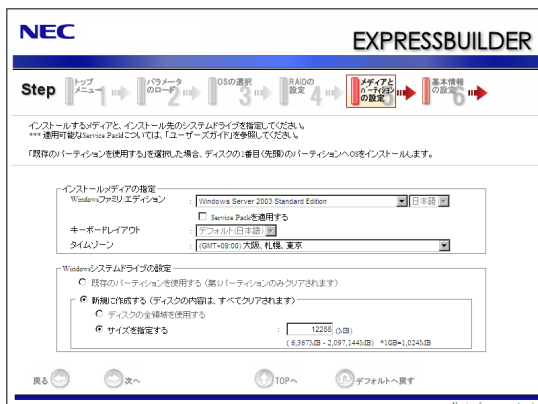 NEC
EXPRESSBUILDER
Step トップメニュー 1 パラメータのロード 2 OSの選択 3 RAIDの設定 4 メディアとパーティションの設定 5 基本情報の設定 6
インストールするメディアと、インストール先のシステムドライブを指定してください。
*** 適用可能なService Packについては、「ユーザーズガイド」を参照してください。
「既存のパーティションを使用する」を選択した場合、ディスクの1番目(先頭)のパーティションへOSをインストールします。
インストールメディアの指定
Windowsファミリ/エディション : Windows Server 2003 Standard Edition 日本語
Service Packを適用する
キーボードレイアウト : デフォルト(日本語)
タイムゾーン : (GMT+09:00) 大阪、札幌、東京
Windowsシステムドライブの設定
既存のパーティションを使用する (第1パーティションのみクリアされます)
新規に作成する (ディスクの内容は、すべてクリアされます)
ディスクの全領域を使用する
サイズを指定する : 12288 (MB)
( 6,367MB - 2,097,144MB) *1GB=1,024MB
戻る 次へ TOPへ デフォルトへ戻す